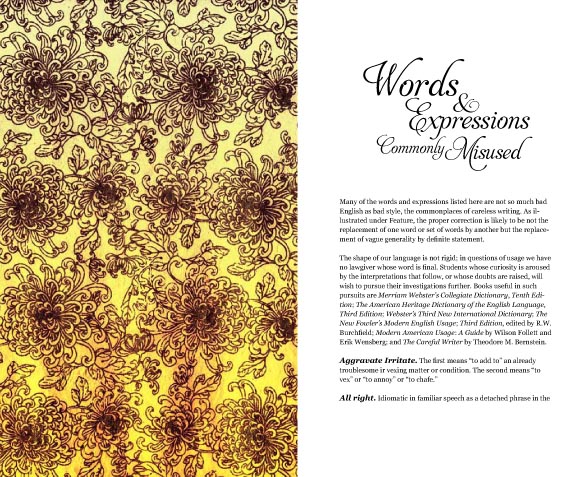 Words
&
Expressions
Commonly Misused
Many of the words and expressions listed here are not so much bad
English as bad style, the commonplaces of careless writing. As il-
lustrated under Feature, the proper correction is likely to be not the
replacement of one word or set of words by another but the replace-
ment of vague generality by definite statement.
The shape of our language is not rigid: in questions of usage we have
no lawgiver whose word is final. Students whose curiosity is aroused
by the interpretations that follow, or whose doubts are raised, will
wish to pursue their investigations further. Books useful in such
pursuits are Merriam Webster's Collegiate Dictionary, Tenth Edi-
tion; The American Heritage Dictionary of the English Language,
Third Edition; Webster's Third New International Dictionary; The
New Fowler's Modern English Usage; Third Edition, edited by R.W.
Burchfield; Modern American Usage: A Guide by Wilson Follett and
Erik Wensberg; and The Careful Writer by Theodore M. Bernstein.
Aggravate Irritate. The first means "to add to" an already
troublesome ir vexing matter or condition. The second means "to
vex" or "to annoy" or "to chafe."
All right. Idiomatic in familiar speech as a detached phrase in the